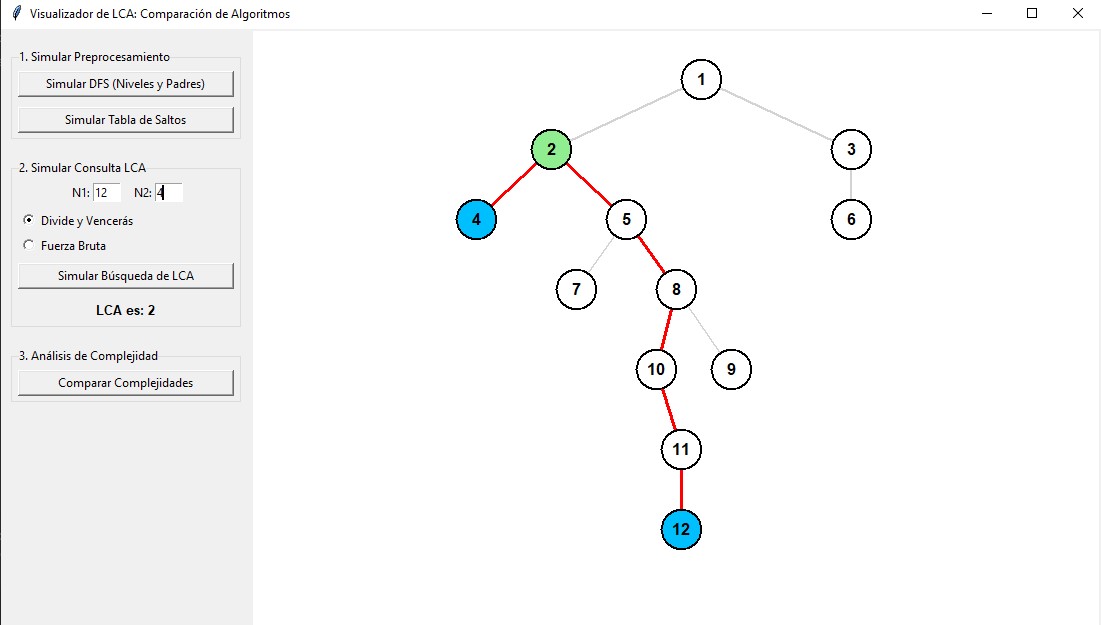 Visualizador de LCA: Comparación de Algoritmos
1. Simular Preprocesamiento
Simular DFS (Niveles y Padres)
Simular Tabla de Saltos
2. Simular Consulta LCA
N1: 12 N2: 4
Divide y Vencerás
Fuerza Bruta
Simular Búsqueda de LCA
LCA es: 2
3. Análisis de Complejidad
Comparar Complejidades
1
2 3
4 5 6
7 8
10 9
11
12